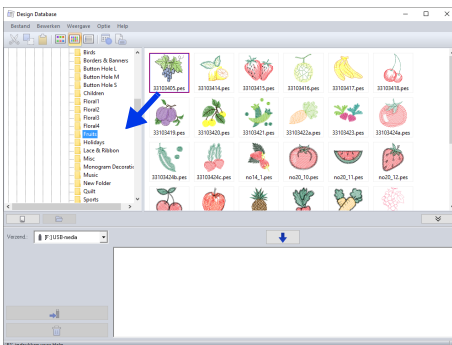 Design Database
Bestand Bewerken Weergave Optie Help
Birds
Borders & Banners
Button Hole L
Button Hole M
Button Hole S
Children
Floral1
Floral2
Floral3
Floral4
Fruits
Holidays
Lace & Ribbon
Misc
Monogram Decoratio
Music
New Folder
Quilt
Sports
33103405.pes 33103414.pes 33103415.pes 33103416.pes 33103417.pes 33103418.pes
33103419.pes 33103420.pes 33103421.pes 33103422a.pes 33103423.pes 33103424a.pes
33103424b.pes 33103424c.pes no14_1.pes no20_10.pes no20_11.pes no20_12.pes
Verzend: [F:] USB-media